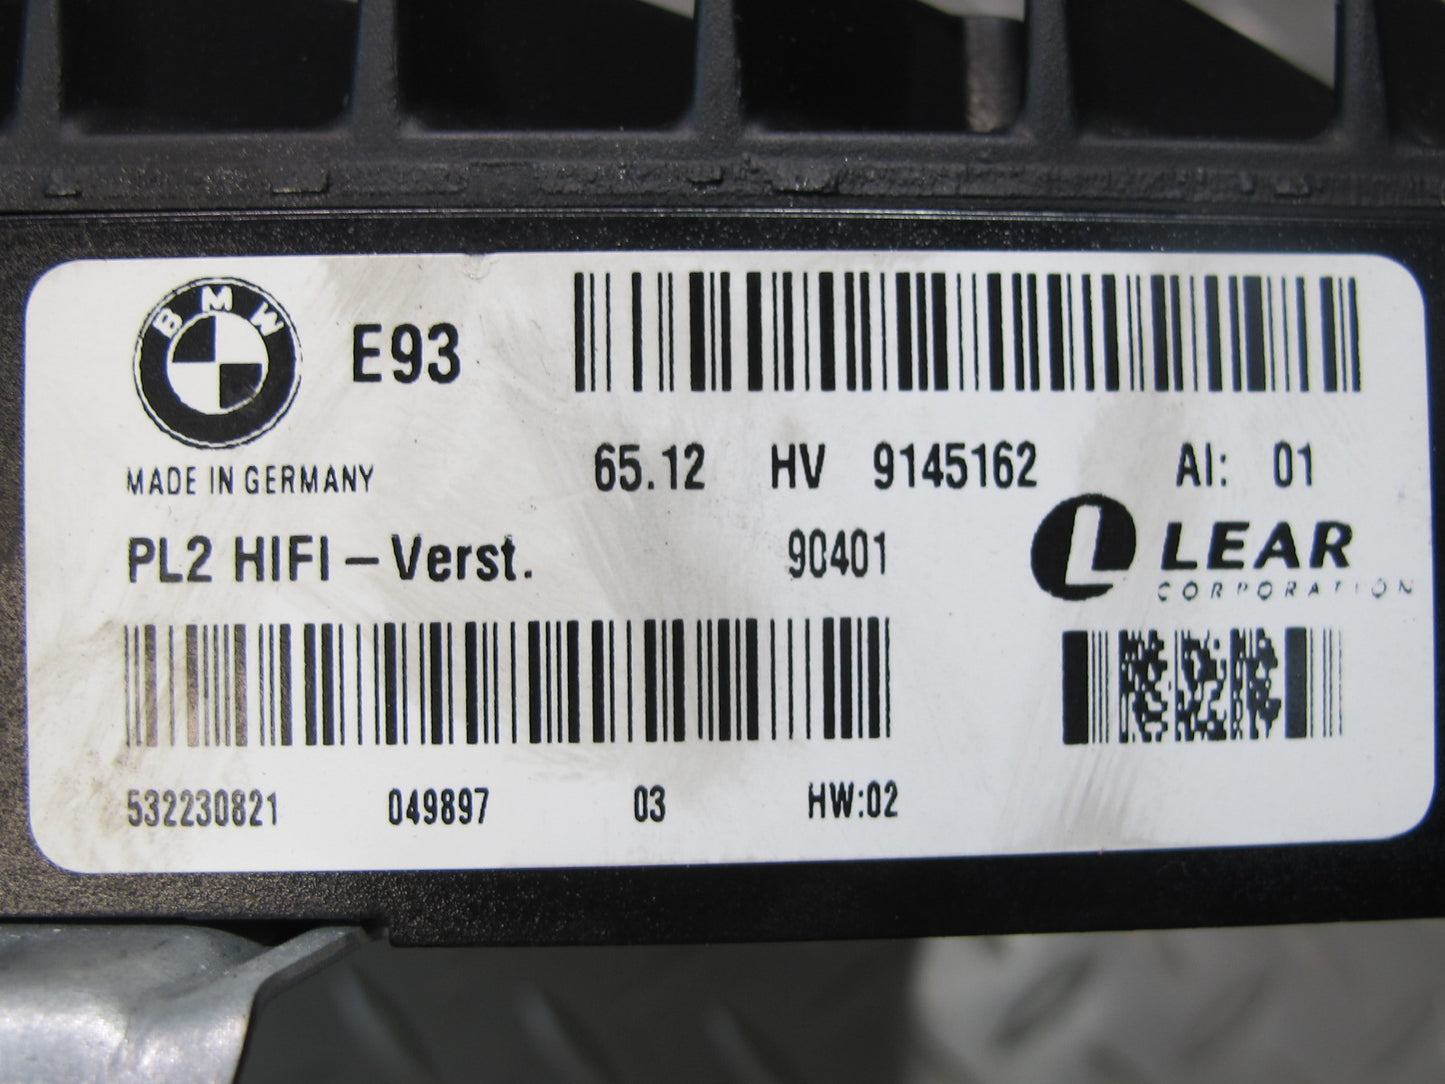 BMW
E93
MADE IN GERMANY
65.12 HV 9145162 AI: 01
PL2 HIFI - Verst. 90401
L LEAR
CORPORATION
532230821 049897 03 HW:02